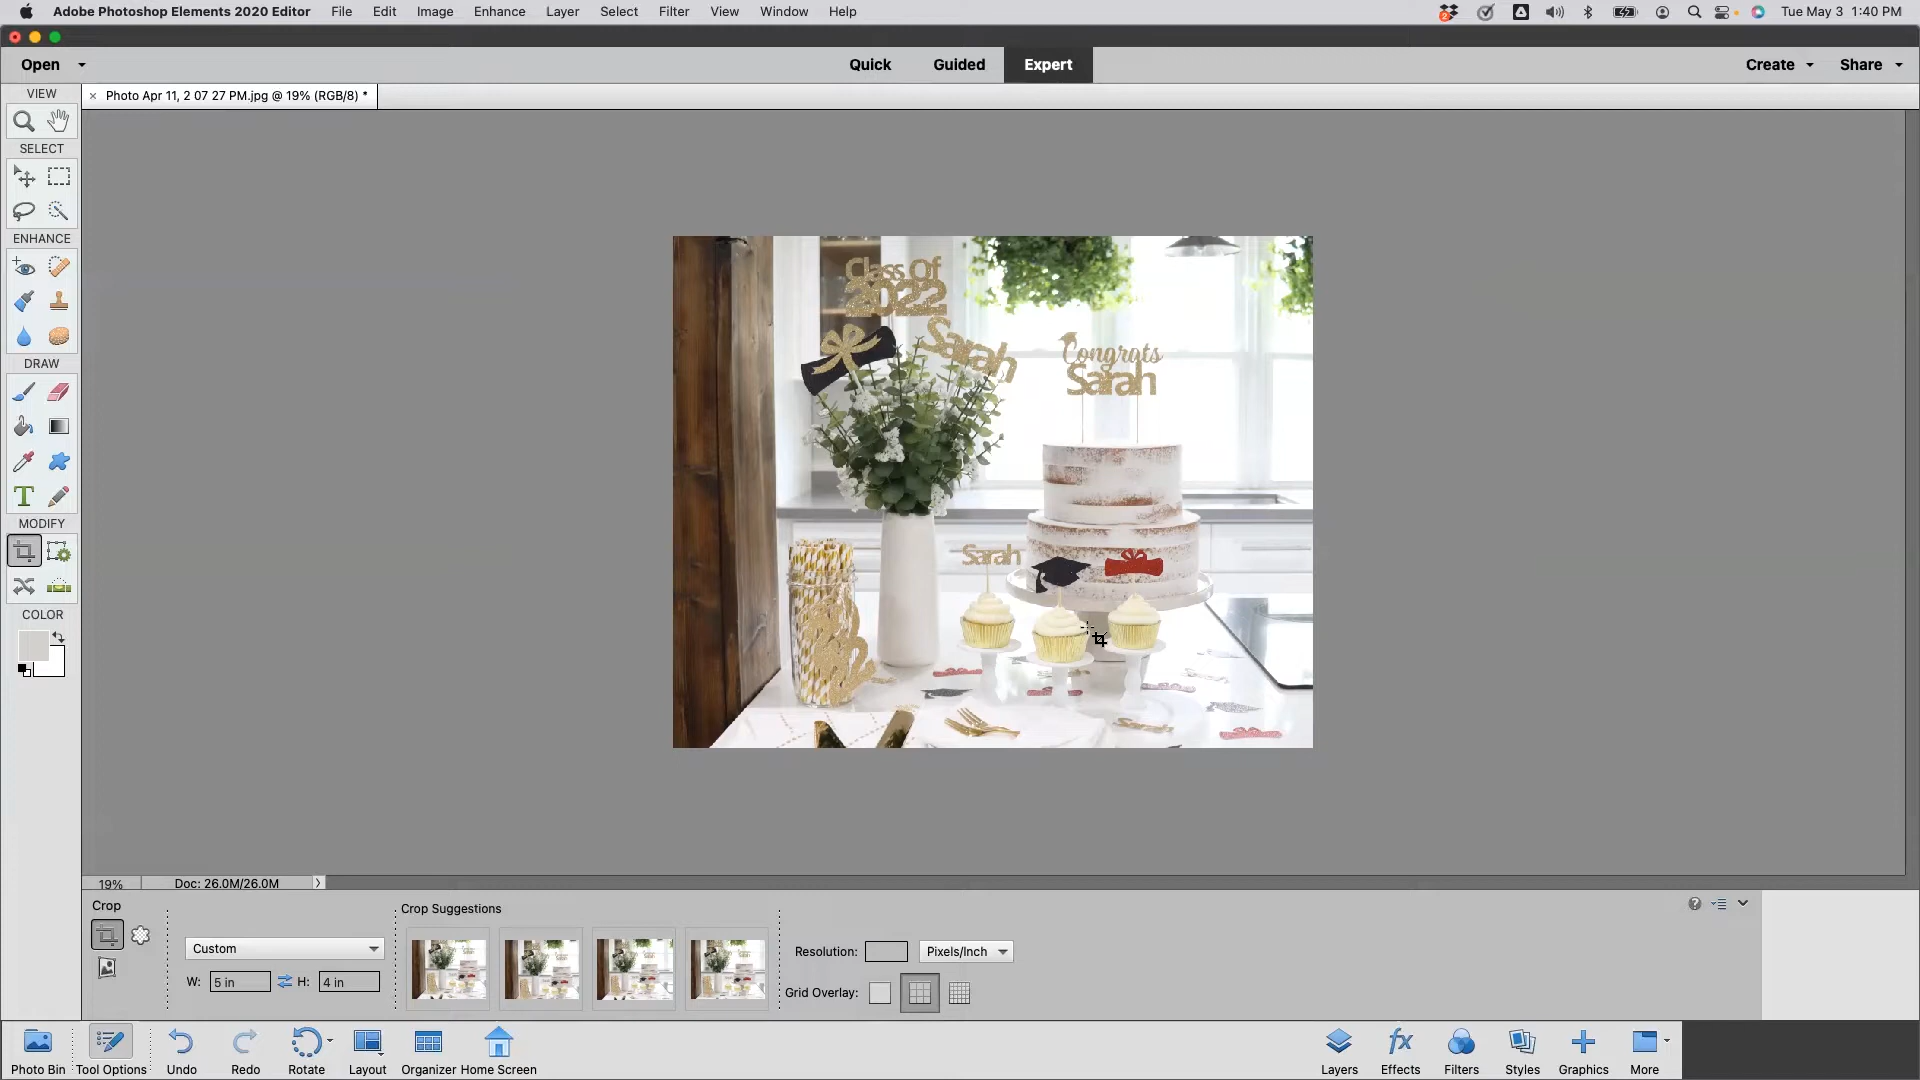 Adobe Photoshop Elements 2020 Editor File Edit Image Enhance Layer Select Filter View Window Help
2
Tue May 3 1:40 PM
Open Quick Guided Expert Create Share
VIEW
× Photo Apr 11, 2 07 27 PM.jpg @ 19% (RGB/8) *
SELECT
ENHANCE
DRAW
T
MODIFY
COLOR
Class Of
2022
Sarah
Congrats
Sarah
Sarah
Sarah
19% Doc: 26.0M/26.0M >
Crop
Custom
W: 5 in H: 4 in
Crop Suggestions
Resolution: Pixels/Inch
Grid Overlay:
?
Photo Bin Tool Options Undo Redo Rotate Layout Organizer Home Screen
fx
Layers Effects Filters Styles Graphics More